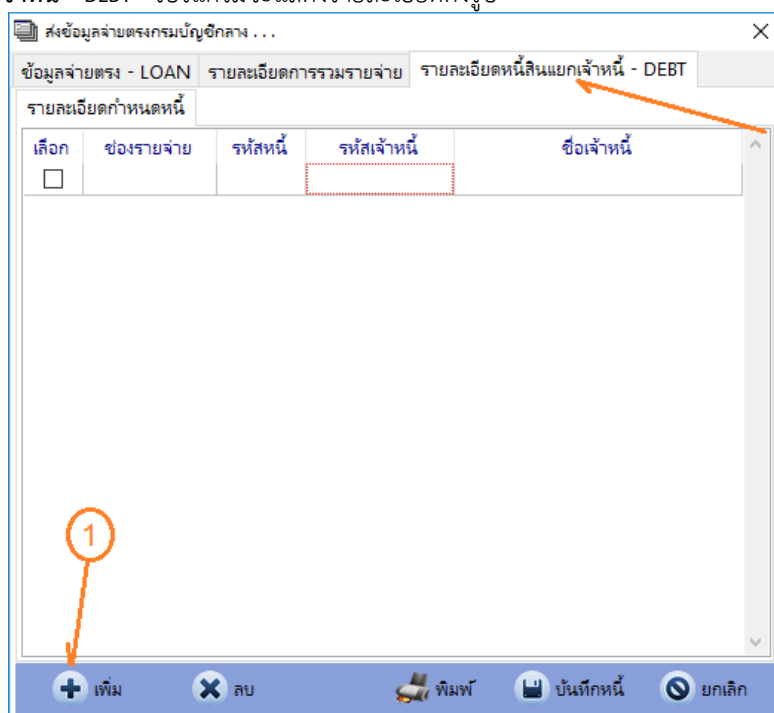 ส่งข้อมูลจ่ายตรงกรมบัญชีกลาง . . .
ข้อมูลจ่ายตรง - LOAN รายละเอียดการรวมรายจ่าย รายละเอียดหนี้สินแยกเจ้าหนี้ - DEBT
รายละเอียดกำหนดหนี้
เลือก ช่องรายจ่าย รหัสหนี้ รหัสเจ้าหนี้ ชื่อเจ้าหนี้
1
เพิ่ม ลบ พิมพ์ บันทึกหนี้ ยกเลิก